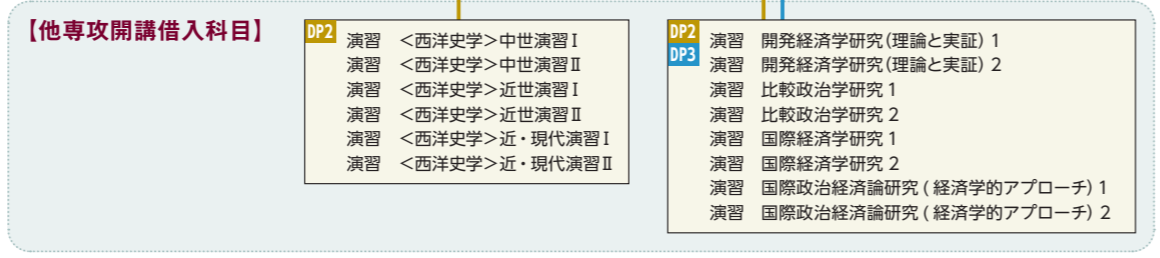 【他専攻開講借入科目】
DP2
演習 <西洋史学>中世演習Ⅰ
演習 <西洋史学>中世演習Ⅱ
演習 <西洋史学>近世演習Ⅰ
演習 <西洋史学>近世演習Ⅱ
演習 <西洋史学>近・現代演習Ⅰ
演習 <西洋史学>近・現代演習Ⅱ
DP2
DP3
演習 開発経済学研究(理論と実証) 1
演習 開発経済学研究(理論と実証) 2
演習 比較政治学研究 1
演習 比較政治学研究 2
演習 国際経済学研究 1
演習 国際経済学研究 2
演習 国際政治経済論研究 ( 経済学的アプローチ) 1
演習 国際政治経済論研究 ( 経済学的アプローチ) 2